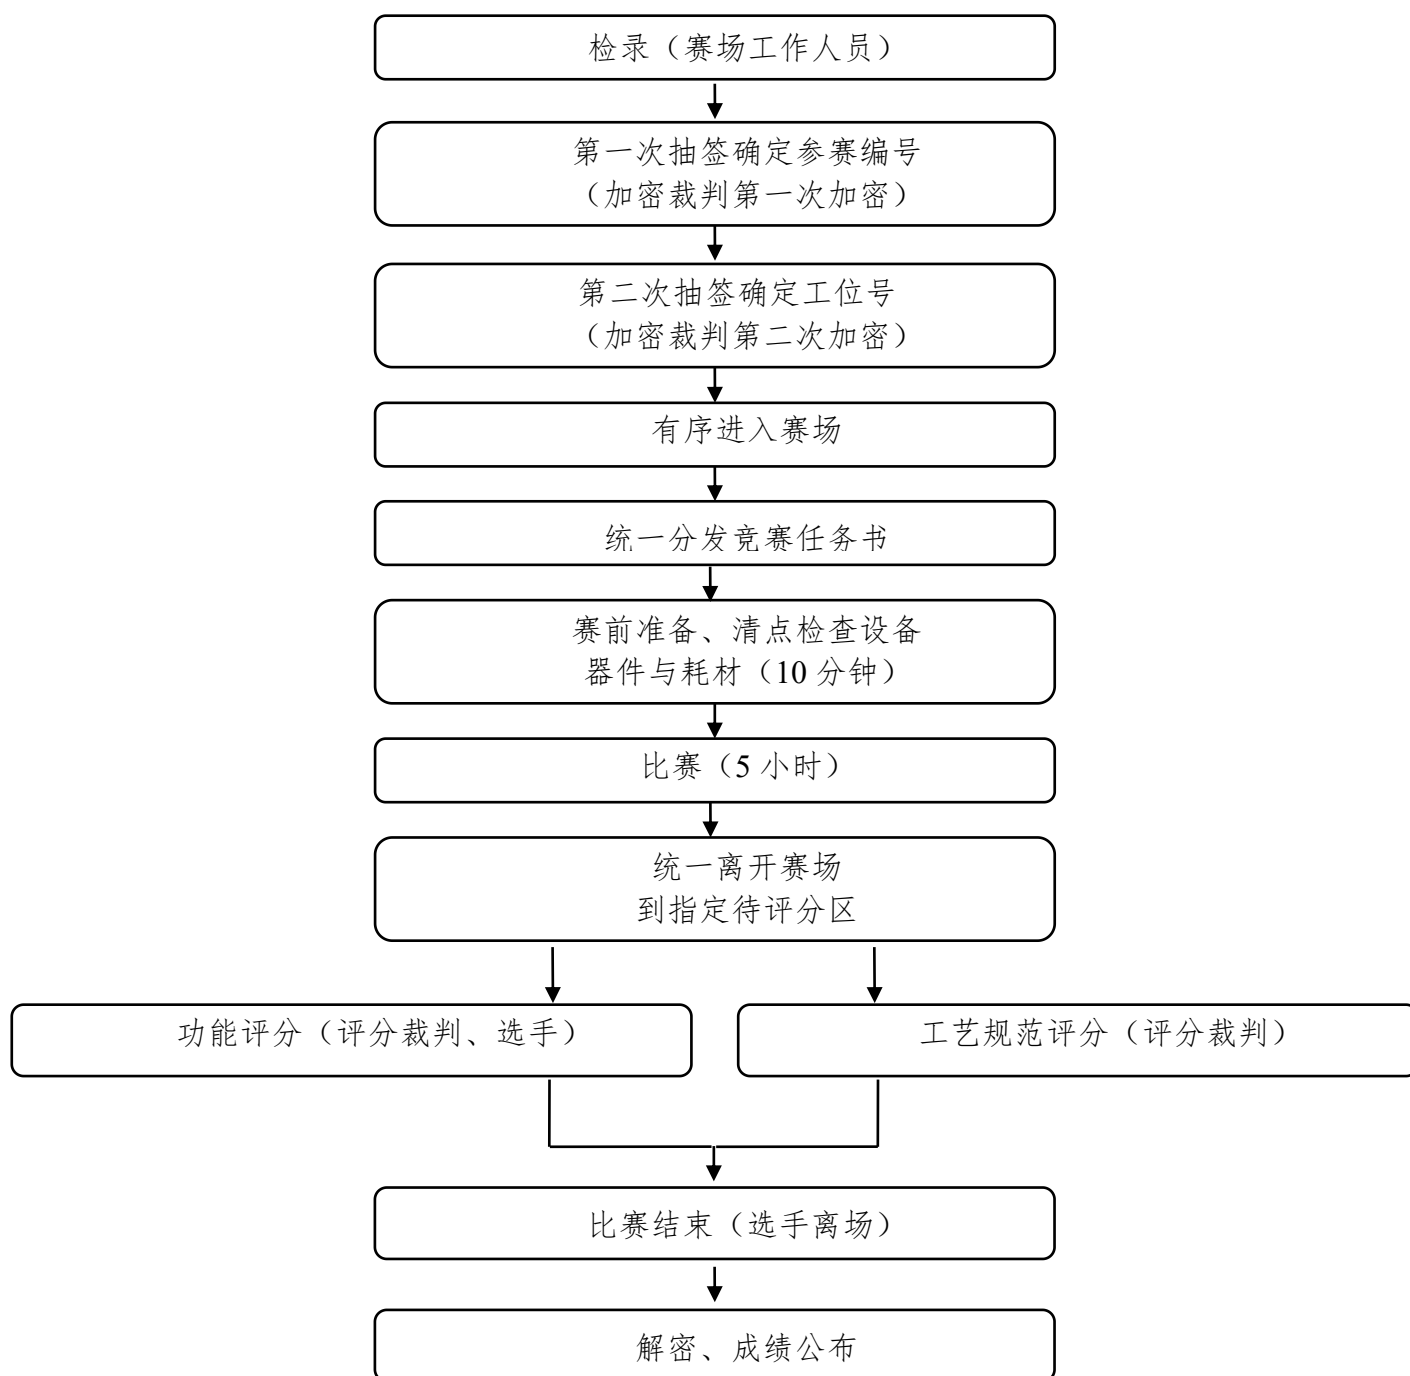 检录（赛场工作人员）
第一次抽签确定参赛编号
（加密裁判第一次加密）
第二次抽签确定工位号
（加密裁判第二次加密）
有序进入赛场
统一分发竞赛任务书
赛前准备、清点检查设备
器件与耗材（10 分钟）
比赛（5 小时）
统一离开赛场
到指定待评分区
功能评分（评分裁判、选手）
工艺规范评分（评分裁判）
比赛结束（选手离场）
解密、成绩公布